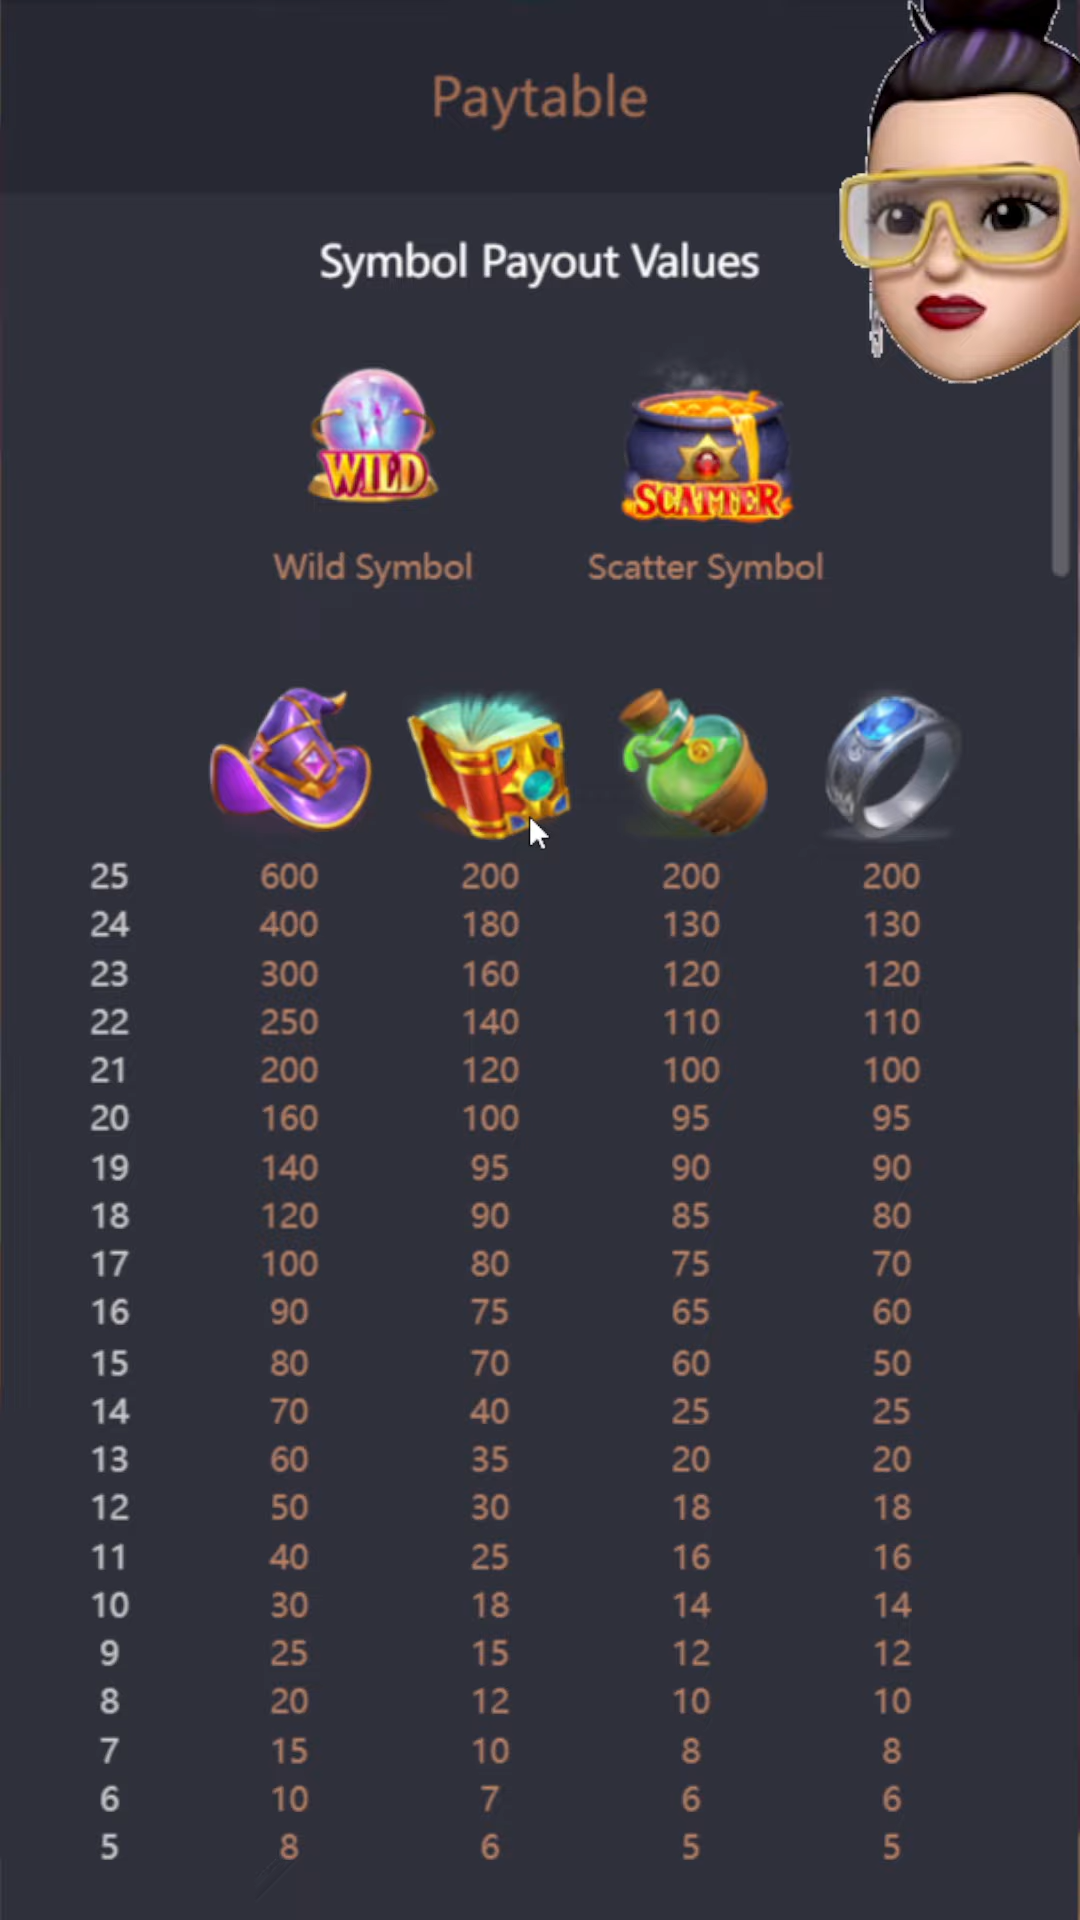 Paytable
Symbol Payout Values
WILD
SCATTER
Wild Symbol
Scatter Symbol
25 600 200 200 200
24 400 180 130 130
23 300 160 120 120
22 250 140 110 110
21 200 120 100 100
20 160 100 95 95
19 140 95 90 90
18 120 90 85 80
17 100 80 75 70
16 90 75 65 60
15 80 70 60 50
14 70 40 25 25
13 60 35 20 20
12 50 30 18 18
11 40 25 16 16
10 30 18 14 14
9 25 15 12 12
8 20 12 10 10
7 15 10 8 8
6 10 7 6 6
5 8 6 5 5